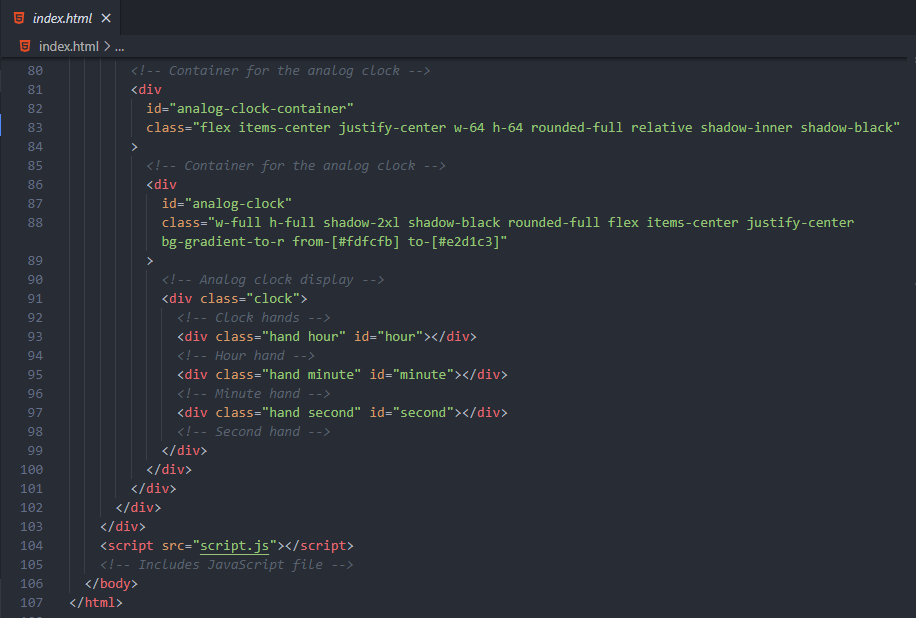 index.html ×
index.html > ...
80 <!-- Container for the analog clock -->
81 <div
82 id="analog-clock-container"
83 class="flex items-center justify-center w-64 h-64 rounded-full relative shadow-inner shadow-black"
84 >
85 <!-- Container for the analog clock -->
86 <div
87 id="analog-clock"
88 class="w-full h-full shadow-2xl shadow-black rounded-full flex items-center justify-center
bg-gradient-to-r from-[#fdfcfb] to-[#e2d1c3]"
89 >
90 <!-- Analog clock display -->
91 <div class="clock">
92 <!-- Clock hands -->
93 <div class="hand hour" id="hour"></div>
94 <!-- Hour hand -->
95 <div class="hand minute" id="minute"></div>
96 <!-- Minute hand -->
97 <div class="hand second" id="second"></div>
98 <!-- Second hand -->
99 </div>
100 </div>
101 </div>
102 </div>
103 </div>
104 <script src="script.js"></script>
105 <!-- Includes JavaScript file -->
106 </body>
107 </html>